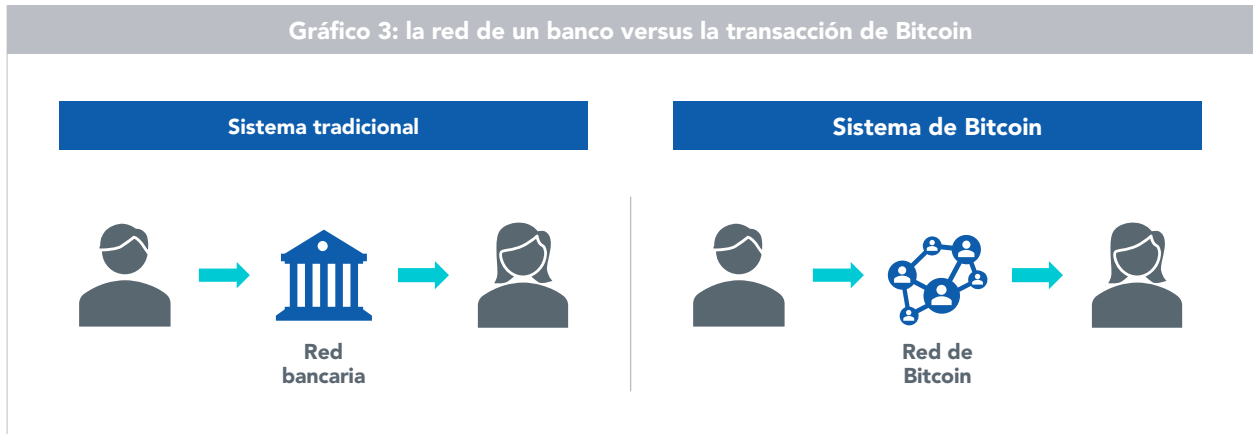 Gráfico 3: la red de un banco versus la transacción de Bitcoin
Sistema tradicional
Sistema de Bitcoin
Red
bancaria
Red de
Bitcoin